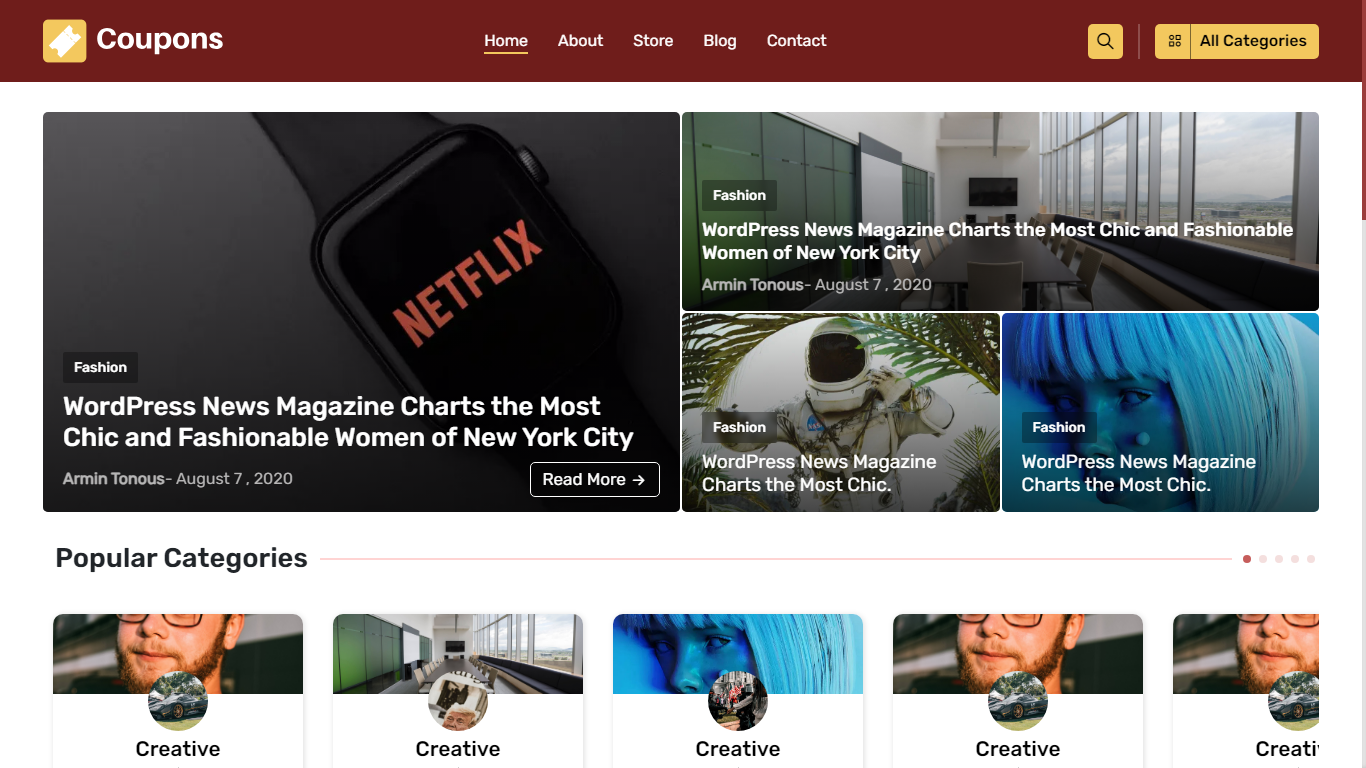 Coupons
Home
About
Store
Blog
Contact
All Categories
NETFLIX
Fashion
WordPress News Magazine Charts the Most
Chic and Fashionable Women of New York City
Armin Tonous- August 7 , 2020
Read More →
Fashion
WordPress News Magazine Charts the Most Chic and Fashionable
Women of New York City
Armin Tonous- August 7 , 2020
Fashion
WordPress News Magazine
Charts the Most Chic.
Fashion
WordPress News Magazine
Charts the Most Chic.
Popular Categories
Creative
Creative
Creative
Creative
Creativ